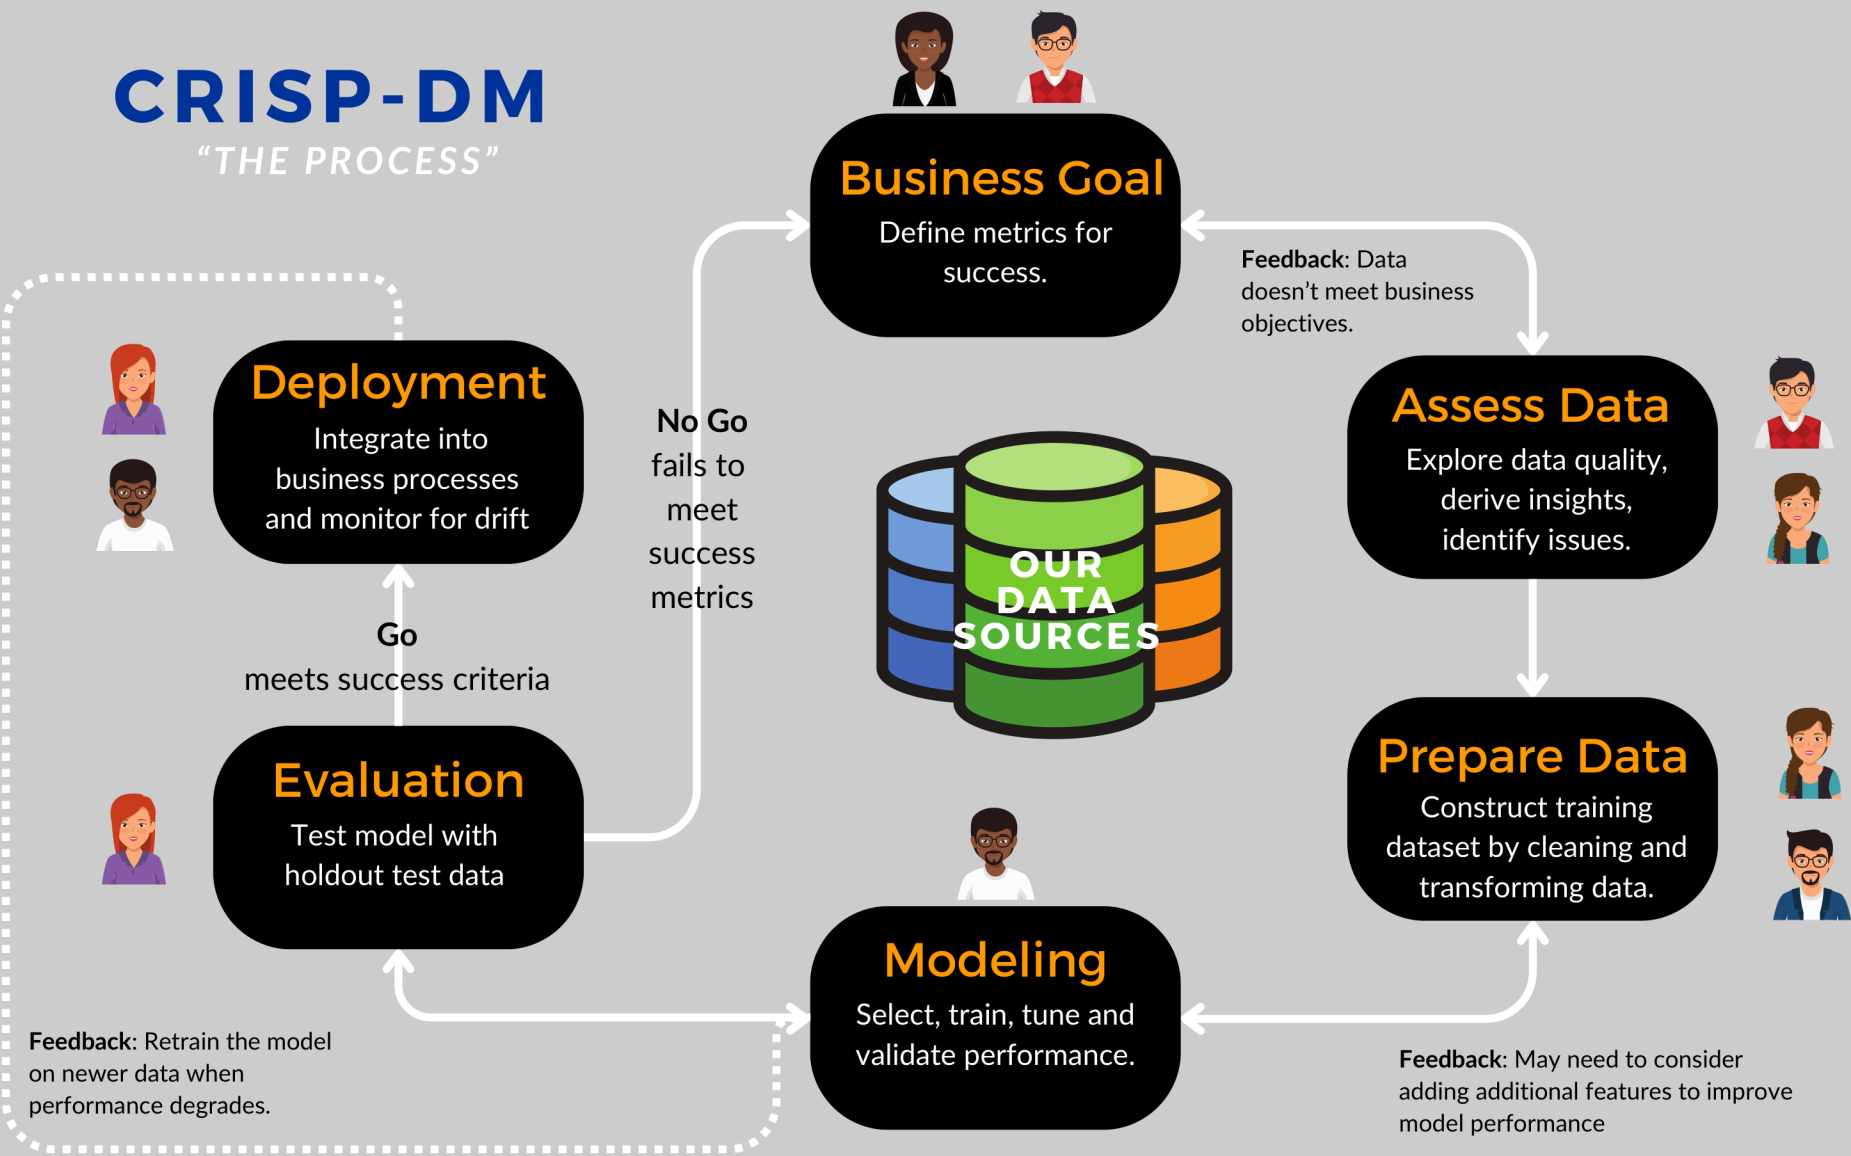 CRISP-DM
“THE PROCESS”
Business Goal
Define metrics for
success.
Feedback: Data
doesn’t meet business
objectives.
Assess Data
Explore data quality,
derive insights,
identify issues.
Prepare Data
Construct training
dataset by cleaning and
transforming data.
Feedback: May need to consider
adding additional features to improve
model performance
Modeling
Select, train, tune and
validate performance.
Evaluation
Test model with
holdout test data
Go
meets success criteria
No Go
fails to
meet
success
metrics
Deployment
Integrate into
business processes
and monitor for drift
Feedback: Retrain the model
on newer data when
performance degrades.
OUR
DATA
SOURCES